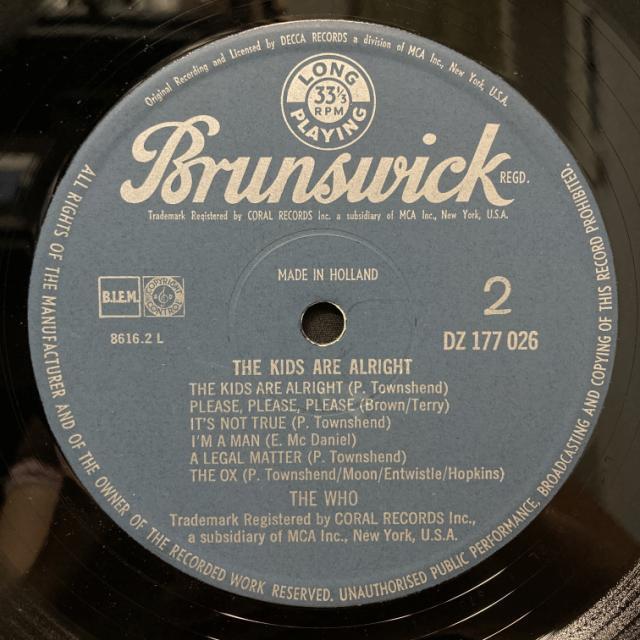 Original Recording and Licensed by DECCA RECORDS a division of MCA Inc., New York, U.S.A.
LONG
33⅓
RPM
PLAYING
Brunswick REGD.
Trademark Registered by CORAL RECORDS Inc. a subsidiary of MCA Inc., New York, U.S.A.
MADE IN HOLLAND
B.I.E.M. COPYRIGHT CONTROL
2
8616.2 L
DZ 177 026
THE KIDS ARE ALRIGHT
THE KIDS ARE ALRIGHT (P. Townshend)
PLEASE, PLEASE, PLEASE (Brown/Terry)
IT'S NOT TRUE (P. Townshend)
I'M A MAN (E. Mc Daniel)
A LEGAL MATTER (P. Townshend)
THE OX (P. Townshend/Moon/Entwistle/Hopkins)
THE WHO
Trademark Registered by CORAL RECORDS Inc.,
a subsidiary of MCA Inc., New York, U.S.A.
ALL RIGHTS OF THE MANUFACTURER AND OF THE OWNER OF THE RECORDED WORK RESERVED. UNAUTHORISED PUBLIC PERFORMANCE, BROADCASTING AND COPYING OF THIS RECORD PROHIBITED.